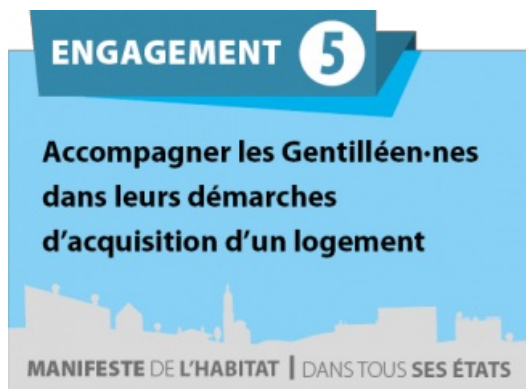 ENGAGEMENT 5
Accompagner les Gentilléen·nes
dans leurs démarches
d'acquisition d'un logement
MANIFESTE DE L'HABITAT | DANS TOUS SES ÉTATS